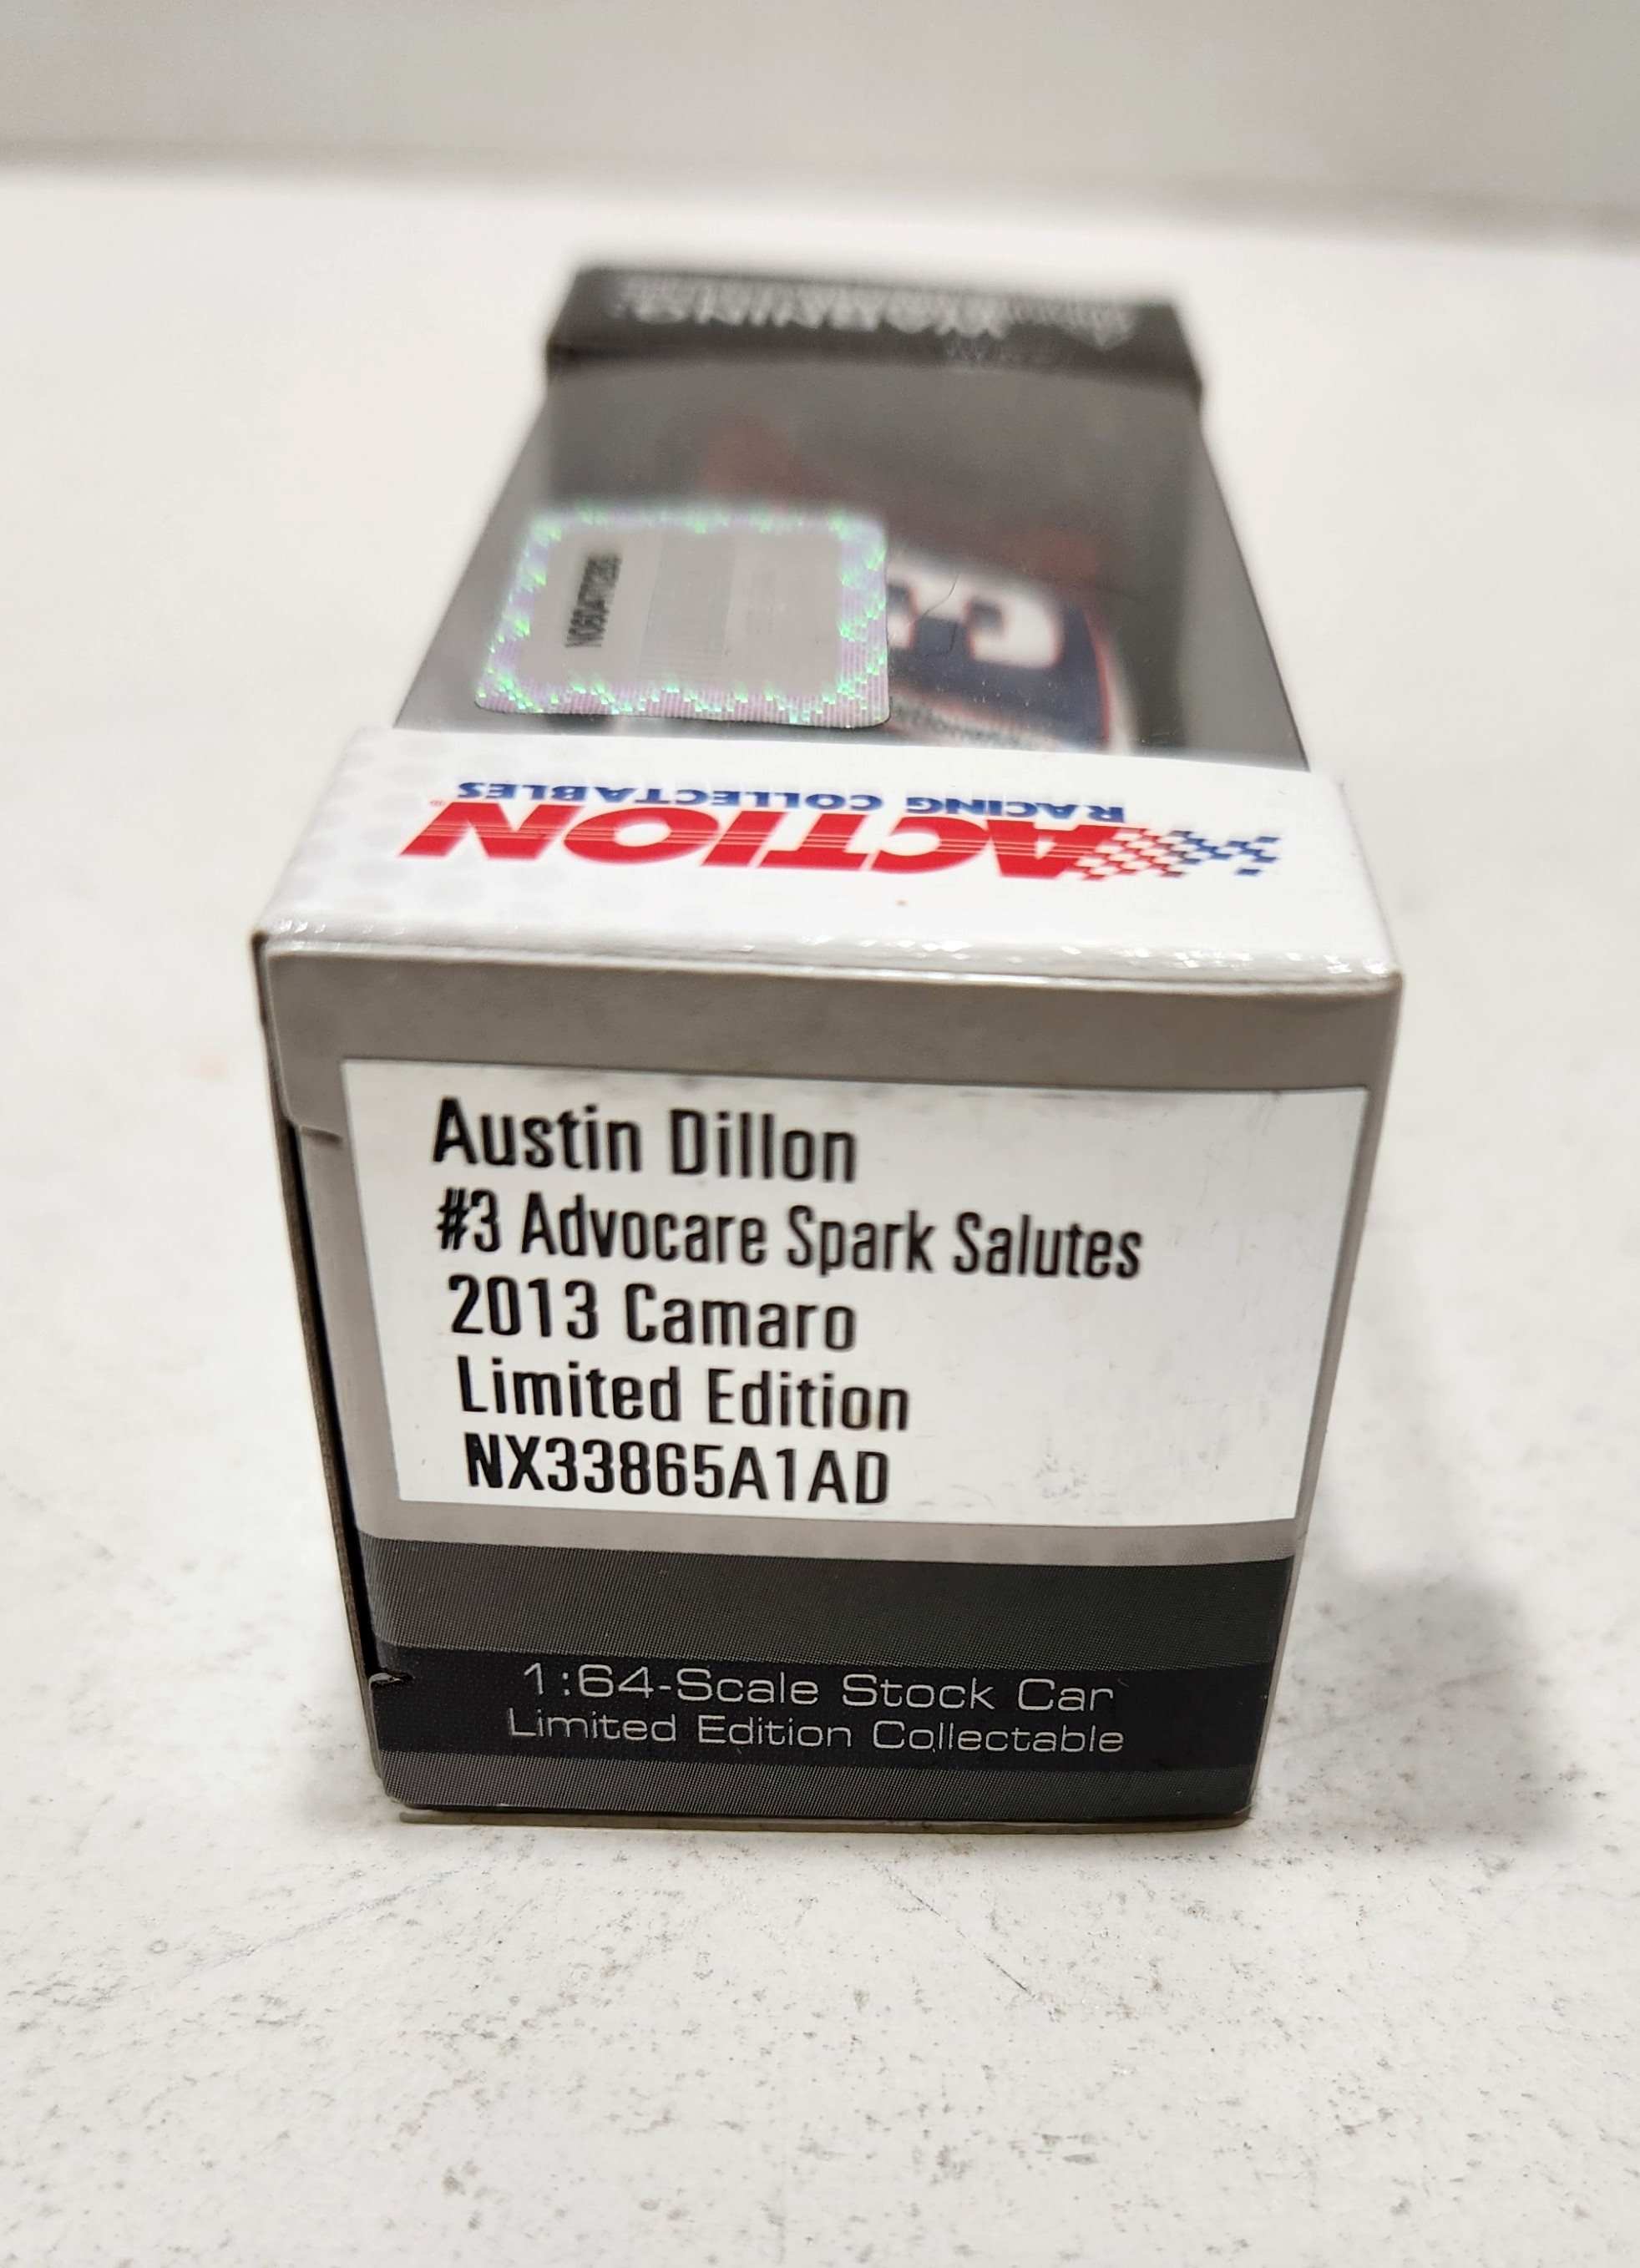 WARNING:
ACTION
RACING COLLECTABLES
Austin Dillon
#3 Advocare Spark Salutes
2013 Camaro
Limited Edition
NX33865A1AD
1:64-Scale Stock Car
Limited Edition Collectable